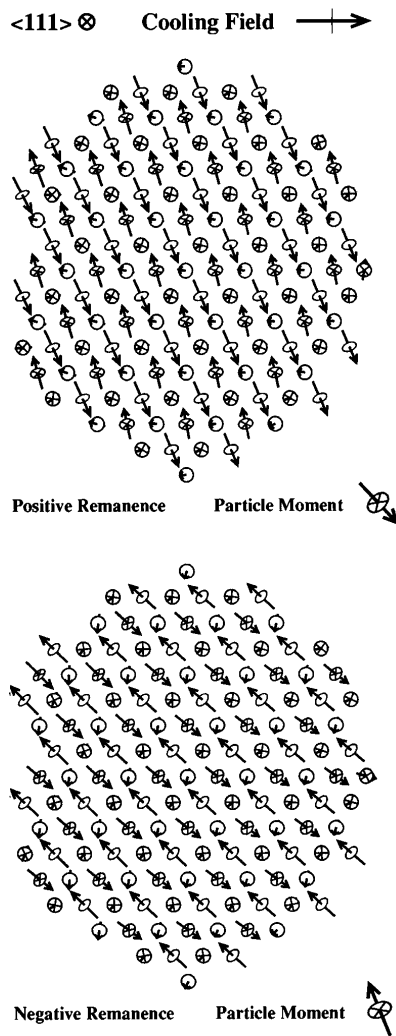 <111> ⊗ Cooling Field
Positive Remanence Particle Moment
Negative Remanence Particle Moment